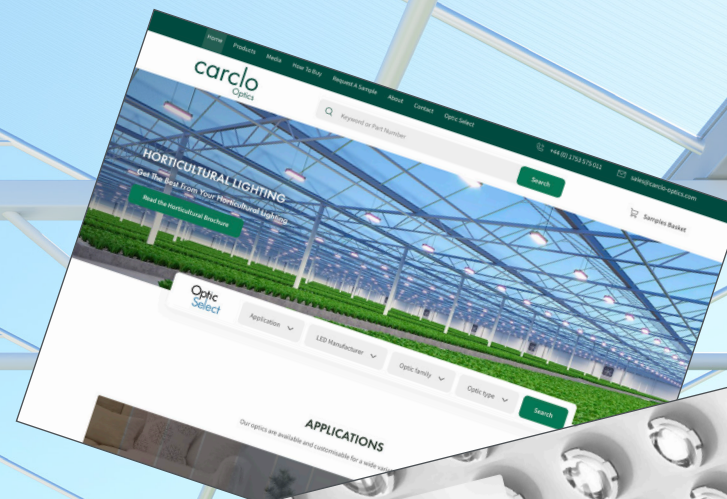 Home Products Media How To Buy Request A Sample About Contact Optic Select
+44 (0) 1753 575 011 sales@carclo-optics.com
carclo
Optics
Keyword or Part Number Search
Samples Basket
HORTICULTURAL LIGHTING
Get The Best From Your Horticultural Lighting
Read the Horticultural Brochure
Optic
Select
Application LED Manufacturer Optic family Optic type Search
APPLICATIONS
Our optics are available and customisable for a wide